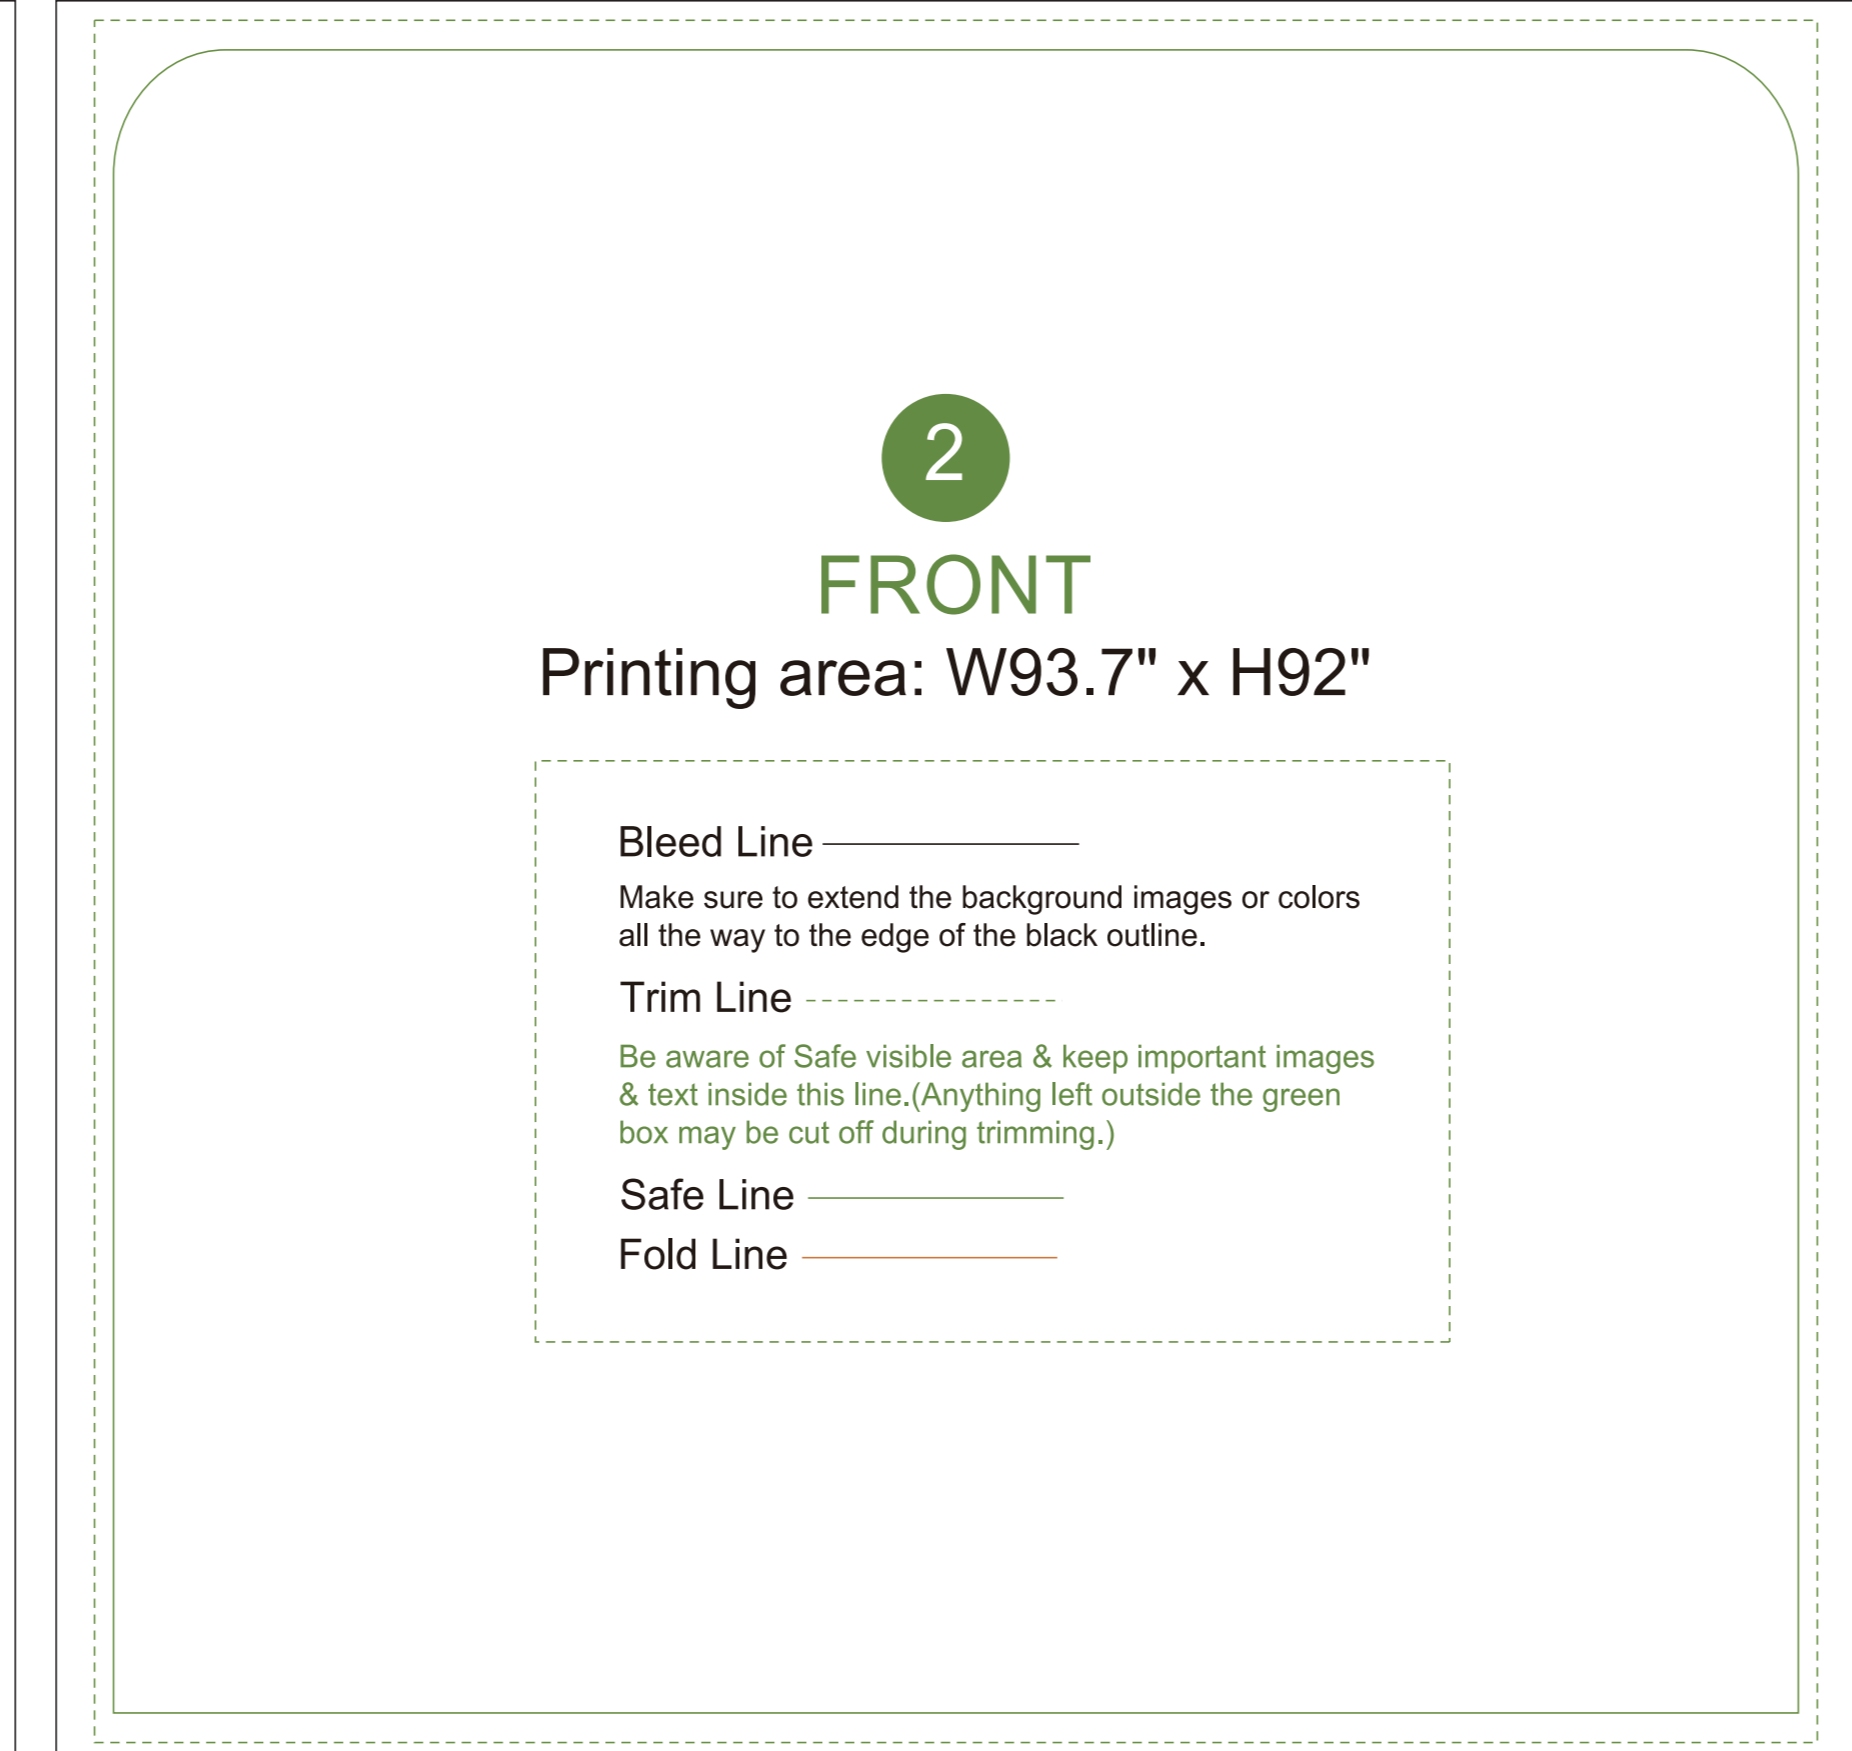 2
FRONT
Printing area: W93.7" x H92"
Bleed Line
Make sure to extend the background images or colors
all the way to the edge of the black outline.
Trim Line
Be aware of Safe visible area & keep important images
& text inside this line.(Anything left outside the green
box may be cut off during trimming.)
Safe Line
Fold Line